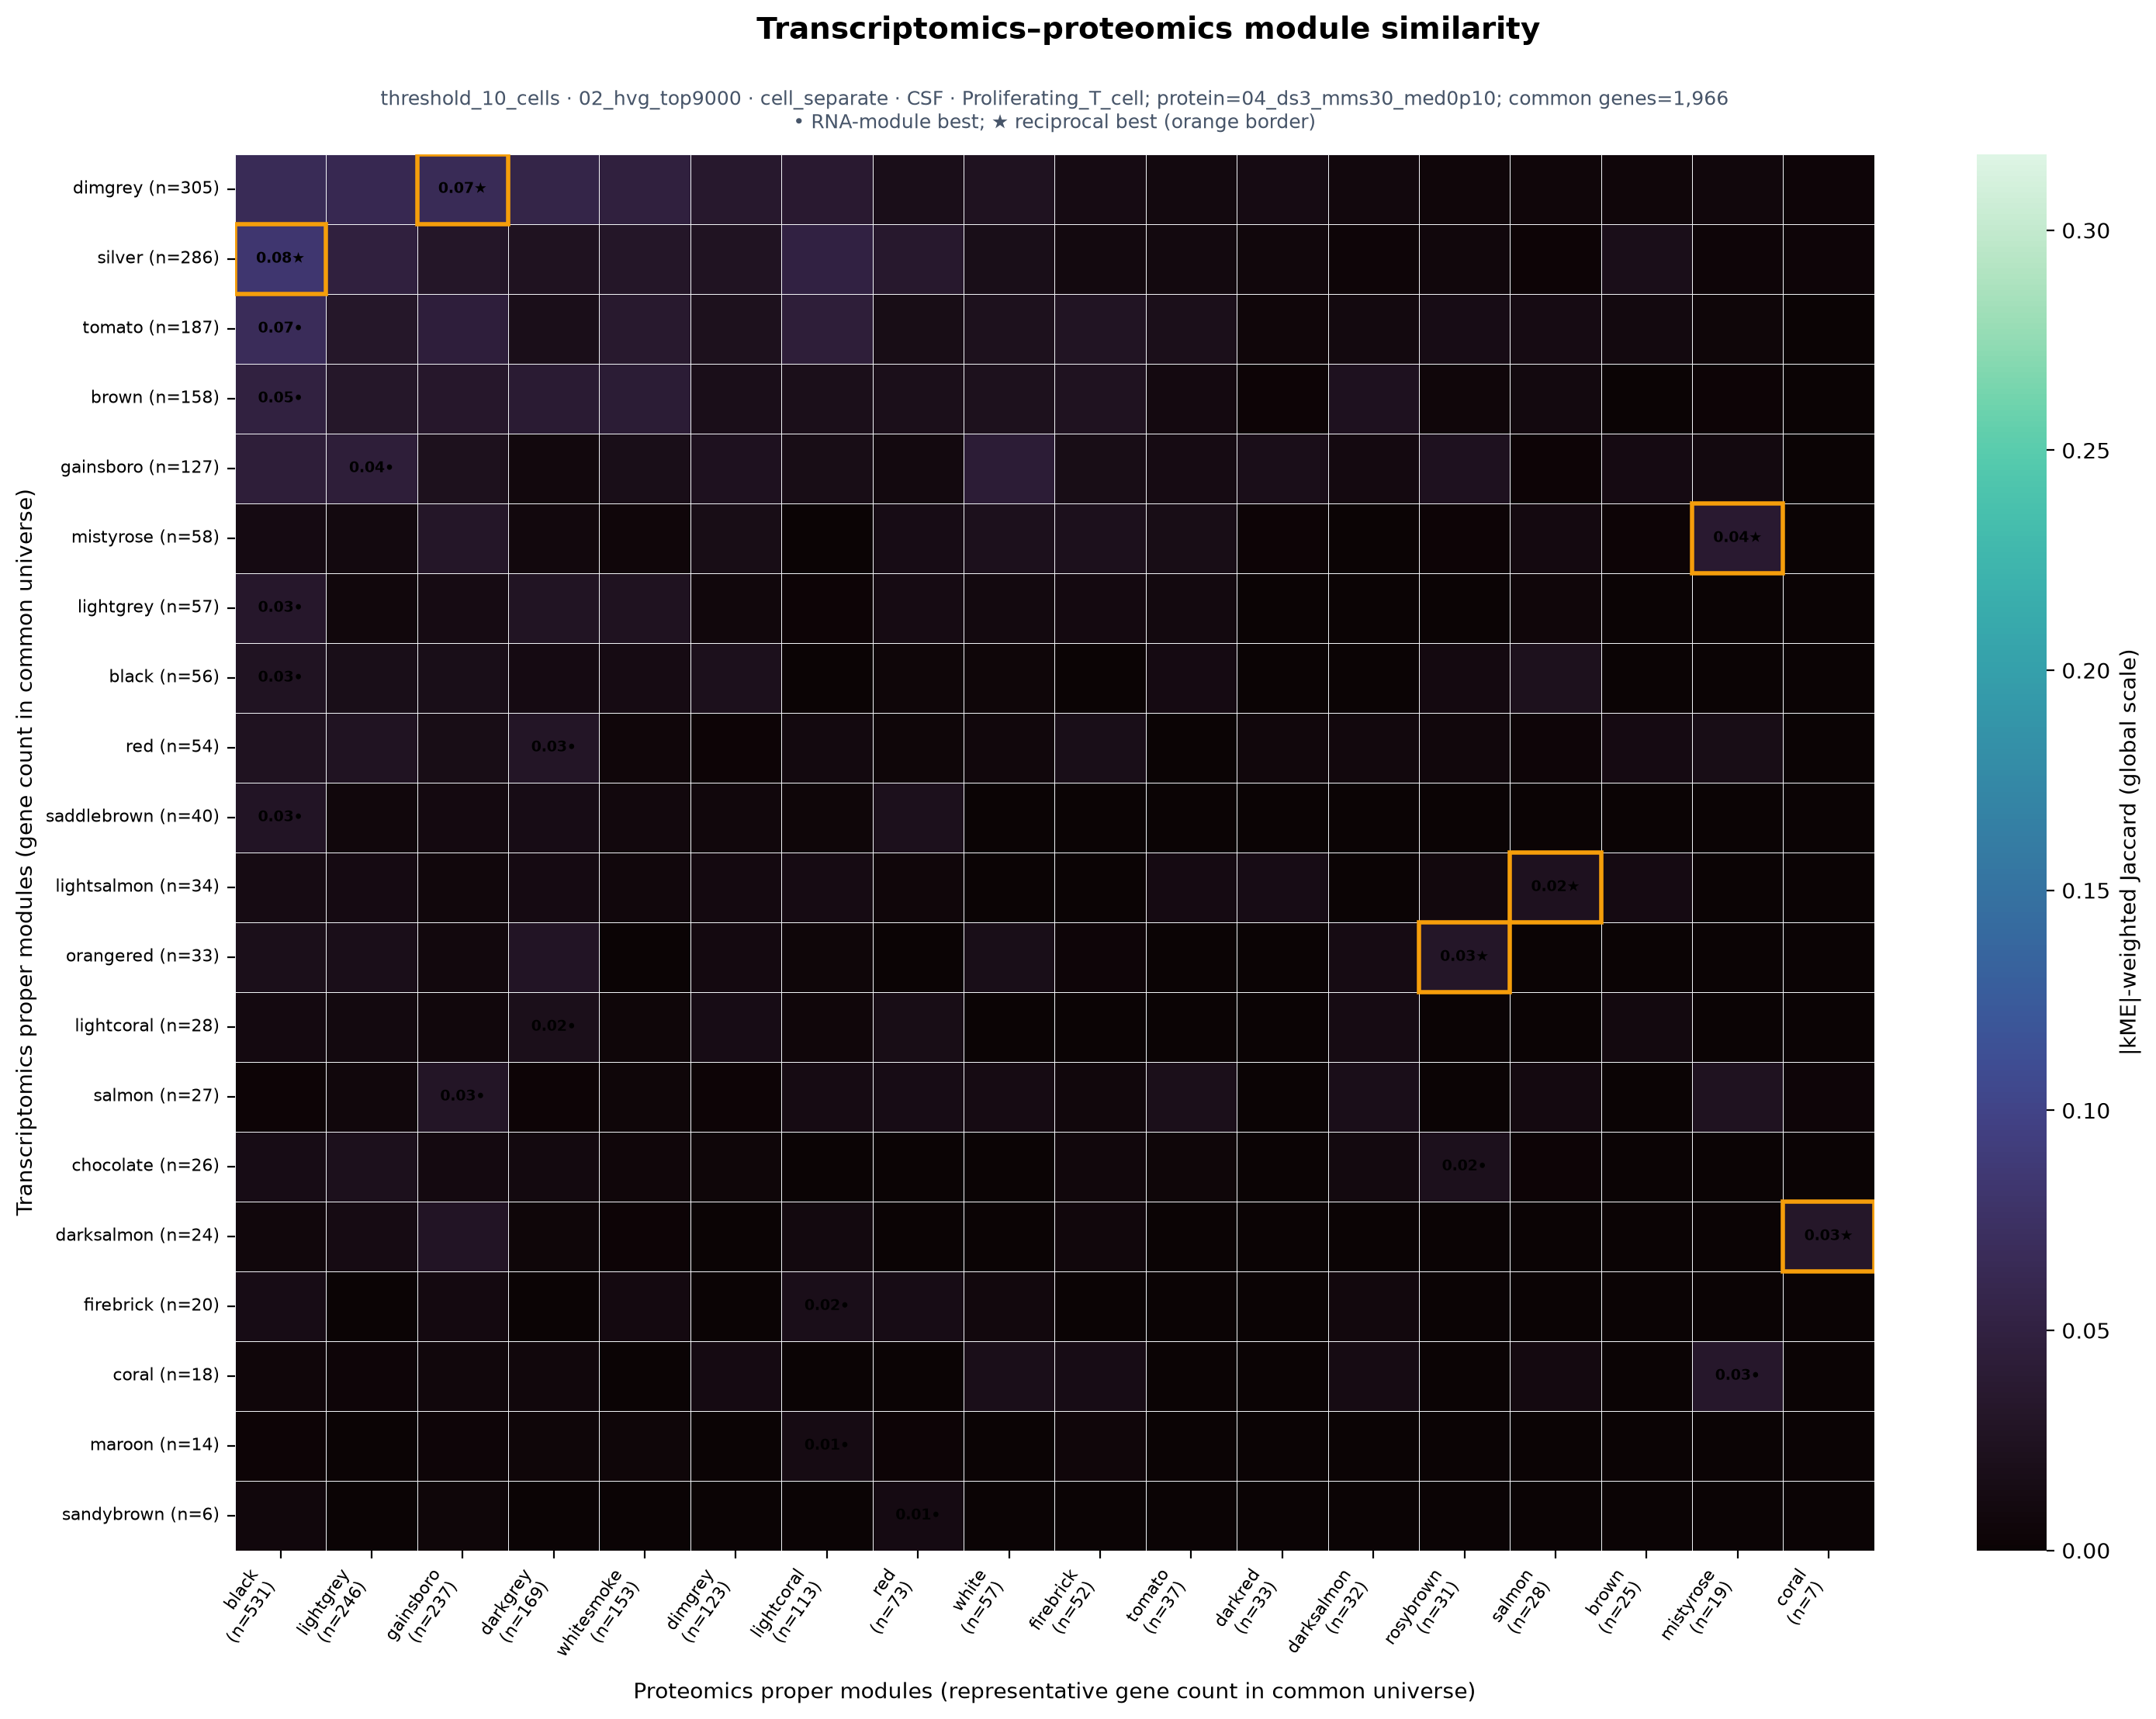 Transcriptomics–proteomics module similarity
threshold_10_cells · 02_hvg_top9000 · cell_separate · CSF · Proliferating_T_cell; protein=04_ds3_mms30_med0p10; common genes=1,966
• RNA-module best; ★ reciprocal best (orange border)
Transcriptomics proper modules (gene count in common universe)
dimgrey (n=305)
0.07★
silver (n=286)
0.08★
tomato (n=187)
0.07•
brown (n=158)
0.05•
gainsboro (n=127)
0.04•
mistyrose (n=58)
0.04★
lightgrey (n=57)
0.03•
black (n=56)
0.03•
red (n=54)
0.03•
saddlebrown (n=40)
0.03•
lightsalmon (n=34)
0.02★
orangered (n=33)
0.03★
lightcoral (n=28)
0.02•
salmon (n=27)
0.03•
chocolate (n=26)
0.02•
darksalmon (n=24)
0.03★
firebrick (n=20)
0.02•
coral (n=18)
0.03•
maroon (n=14)
0.01•
sandybrown (n=6)
0.01•
black
(n=531)
lightgrey
(n=246)
gainsboro
(n=237)
darkgrey
(n=169)
whitesmoke
(n=153)
dimgrey
(n=123)
lightcoral
(n=113)
red
(n=73)
white
(n=57)
firebrick
(n=52)
tomato
(n=37)
darkred
(n=33)
darksalmon
(n=32)
rosybrown
(n=31)
salmon
(n=28)
brown
(n=25)
mistyrose
(n=19)
coral
(n=7)
Proteomics proper modules (representative gene count in common universe)
0.30
0.25
0.20
0.15
0.10
0.05
0.00
|kME|-weighted Jaccard (global scale)